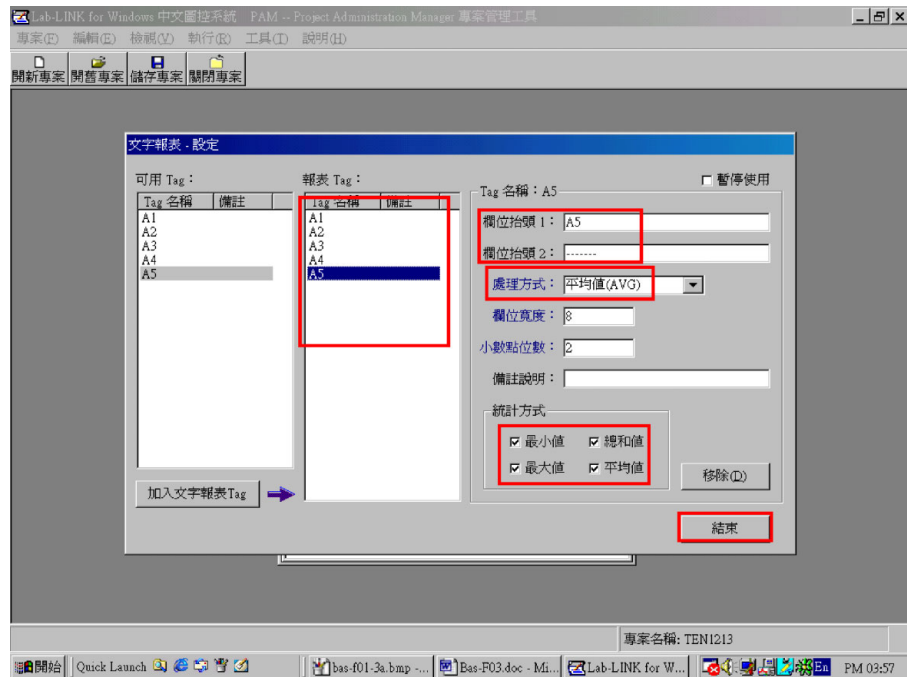 Lab-LINK for Windows 中文圖控系統 PAM -- Project Administration Manager 專案管理工具
專案(F) 編輯(E) 檢視(V) 執行(R) 工具(T) 說明(H)
開新專案 開舊專案 儲存專案 關閉專案
文字報表 - 設定
可用 Tag：
Tag 名稱 備註
A1
A2
A3
A4
A5
加入文字報表Tag
報表 Tag：
Tag 名稱 備註
A1
A2
A3
A4
A5
暫停使用
Tag 名稱：A5
欄位抬頭 1： A5
欄位抬頭 2： -------
處理方式： 平均值(AVG)
欄位寬度： 8
小數點位數： 2
備註說明：
統計方式
最小值 總和值
最大值 平均值
移除(D)
結束
專案名稱: TEN1213
開始 Quick Launch bas-f01-3a.bmp -... Bas-F03.doc - Mi... Lab-LINK for W... En PM 03:57